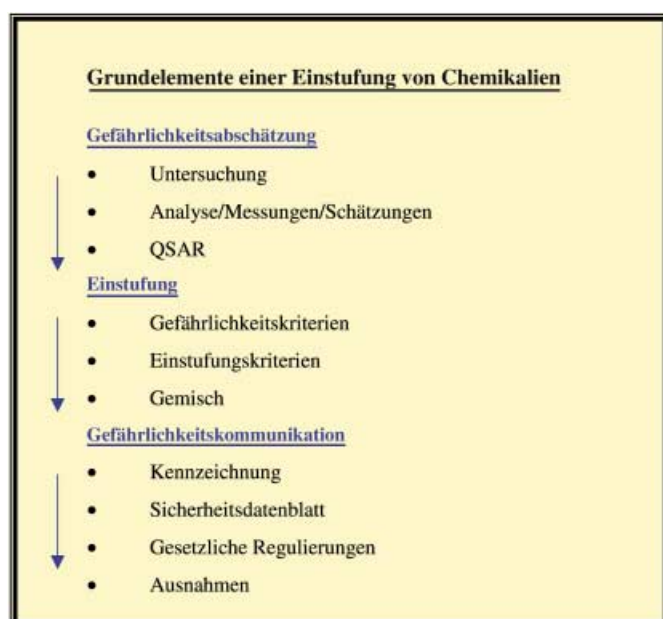 Grundelemente einer Einstufung von Chemikalien
Gefährlichkeitsabschätzung
• Untersuchung
• Analyse/Messungen/Schätzungen
• QSAR
Einstufung
• Gefährlichkeitskriterien
• Einstufungskriterien
• Gemisch
Gefährlichkeitskommunikation
• Kennzeichnung
• Sicherheitsdatenblatt
• Gesetzliche Regulierungen
• Ausnahmen